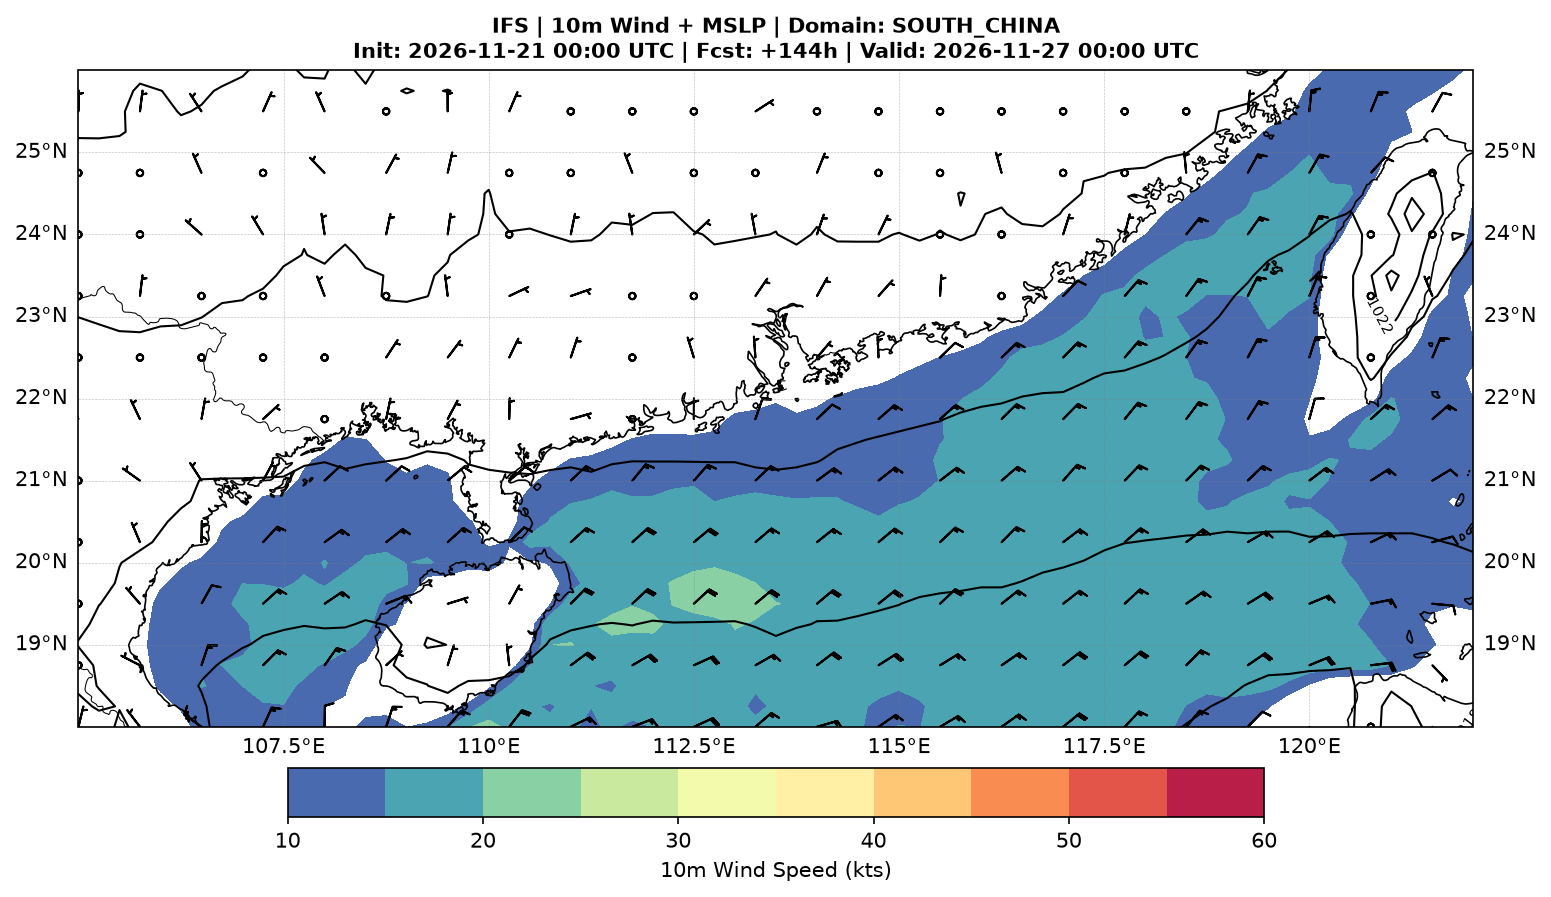 IFS | 10m Wind + MSLP | Domain: SOUTH_CHINA
Init: 2026-11-21 00:00 UTC | Fcst: +144h | Valid: 2026-11-27 00:00 UTC
25°N 25°N
24°N 24°N
23°N 23°N
22°N 22°N
21°N 21°N
20°N 20°N
19°N 19°N
1022
107.5°E 110°E 112.5°E 115°E 117.5°E 120°E
10 20 30 40 50 60
10m Wind Speed (kts)